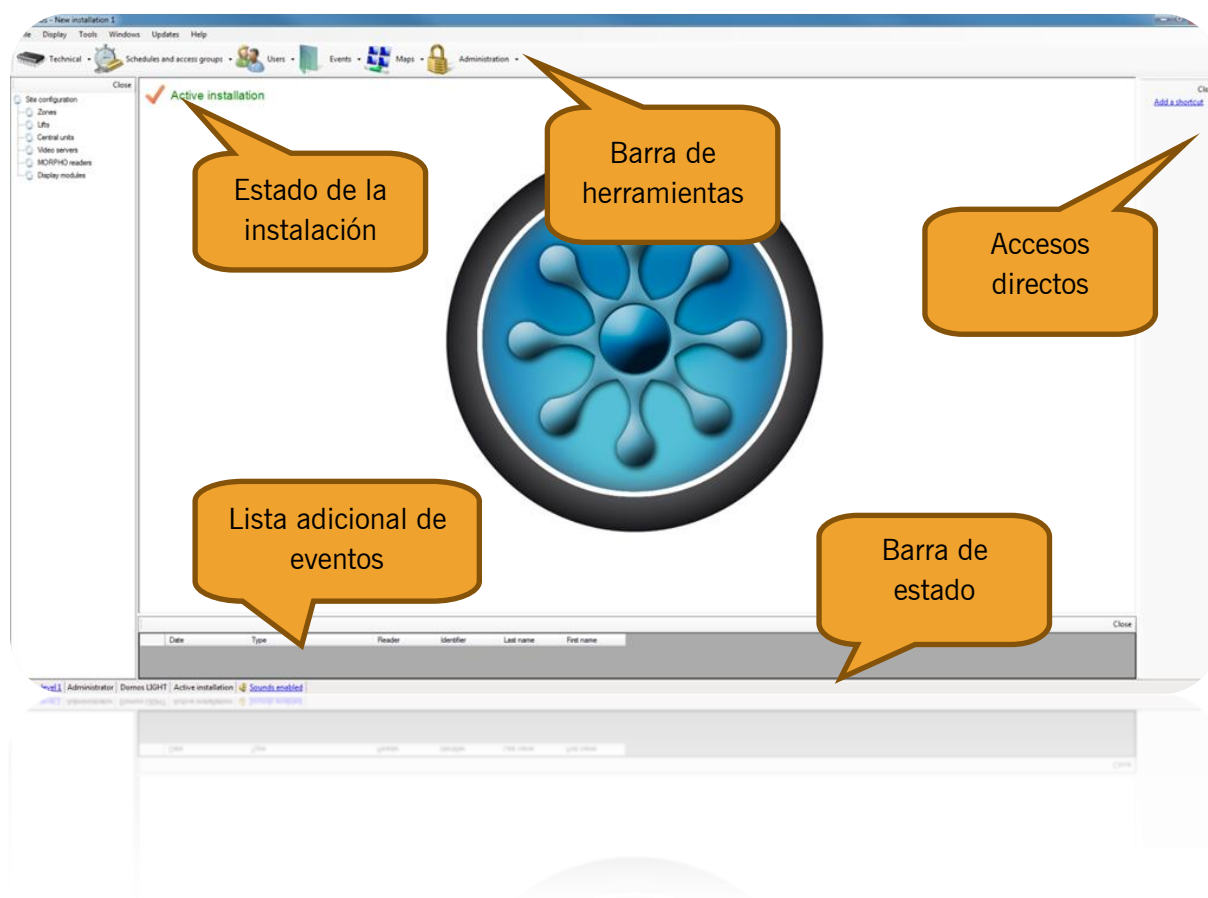 - New installation 1
Display Tools Windows Updates Help
Technical Schedules and access groups Users Events Maps Administration
Close
Site configuration
Zones
Lifts
Central units
Video servers
MORPHO readers
Display modules
Active installation
Add a shortcut
Estado de la
instalación
Barra de
herramientas
Accesos
directos
Lista adicional de
eventos
Barra de
estado
Close
Date Type Reader Identifier Last name First name
level 1 Administrator Domos LIGHT Active installation Sounds enabled